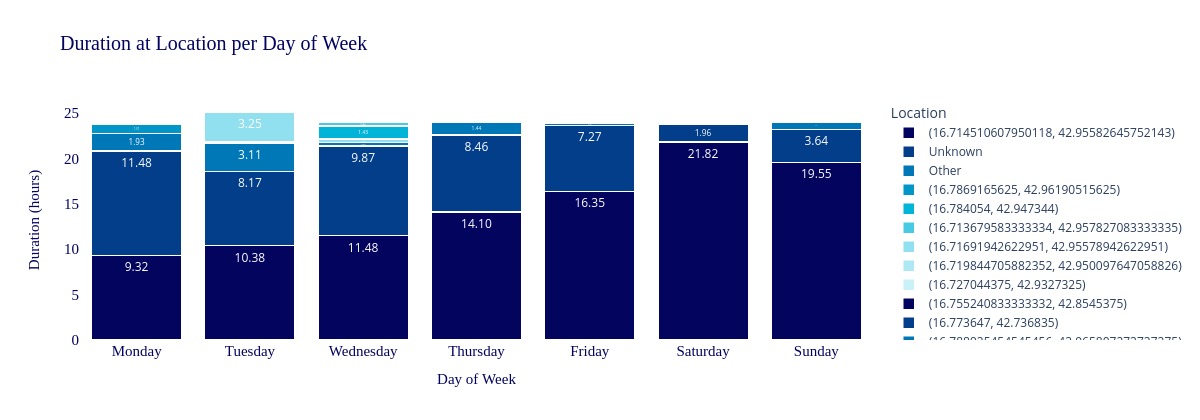 Duration at Location per Day of Week
Location
25
20
15
10
5
0
Duration (hours)
1.93
11.48
9.32
3.25
3.11
8.17
10.38
1.43
9.87
11.48
1.44
8.46
14.10
7.27
16.35
1.96
21.82
3.64
19.55
Monday
Tuesday
Wednesday
Thursday
Friday
Saturday
Sunday
Day of Week
(16.714510607950118, 42.95582645752143)
Unknown
Other
(16.7869165625, 42.96190515625)
(16.784054, 42.947344)
(16.713679583333334, 42.957827083333335)
(16.71691942622951, 42.95578942622951)
(16.719844705882352, 42.950097647058826)
(16.727044375, 42.9327325)
(16.755240833333332, 42.8545375)
(16.773647, 42.736835)